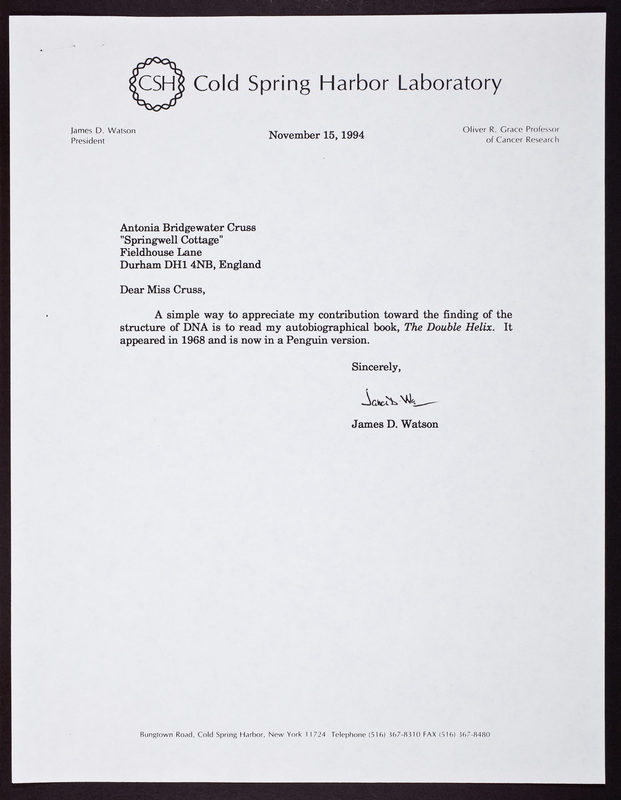 CSH Cold Spring Harbor Laboratory
James D. Watson
President
November 15, 1994
Oliver R. Grace Professor
of Cancer Research
Antonia Bridgewater Cruss
"Springwell Cottage"
Fieldhouse Lane
Durham DH1 4NB, England
Dear Miss Cruss,
A simple way to appreciate my contribution toward the finding of the
structure of DNA is to read my autobiographical book, The Double Helix. It
appeared in 1968 and is now in a Penguin version.
Sincerely,
James D. Watson
Bungtown Road, Cold Spring Harbor, New York 11724 Telephone (516) 367-8310 FAX (516) 367-8480